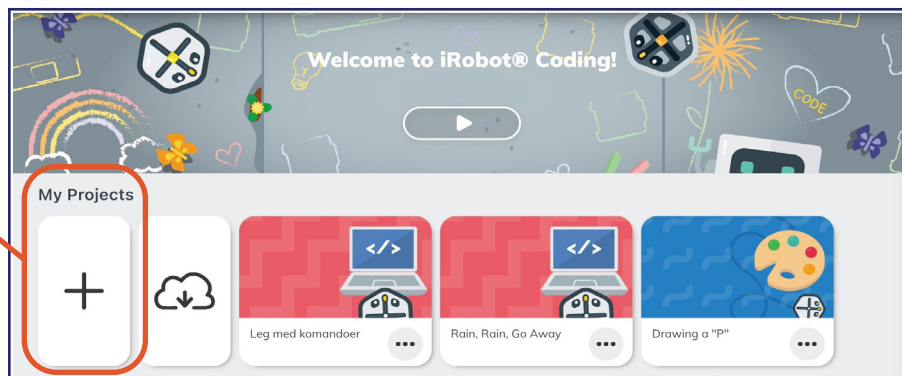 Welcome to iRobot® Coding!
CODE
My Projects
</>
</>
Leg med komandoer
Rain, Rain, Go Away
Drawing a "P"